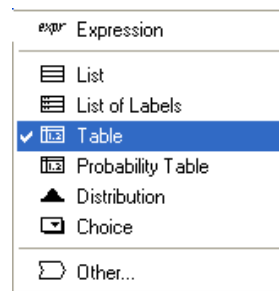 expr Expression
List
List of Labels
Table
Probability Table
Distribution
Choice
Other...